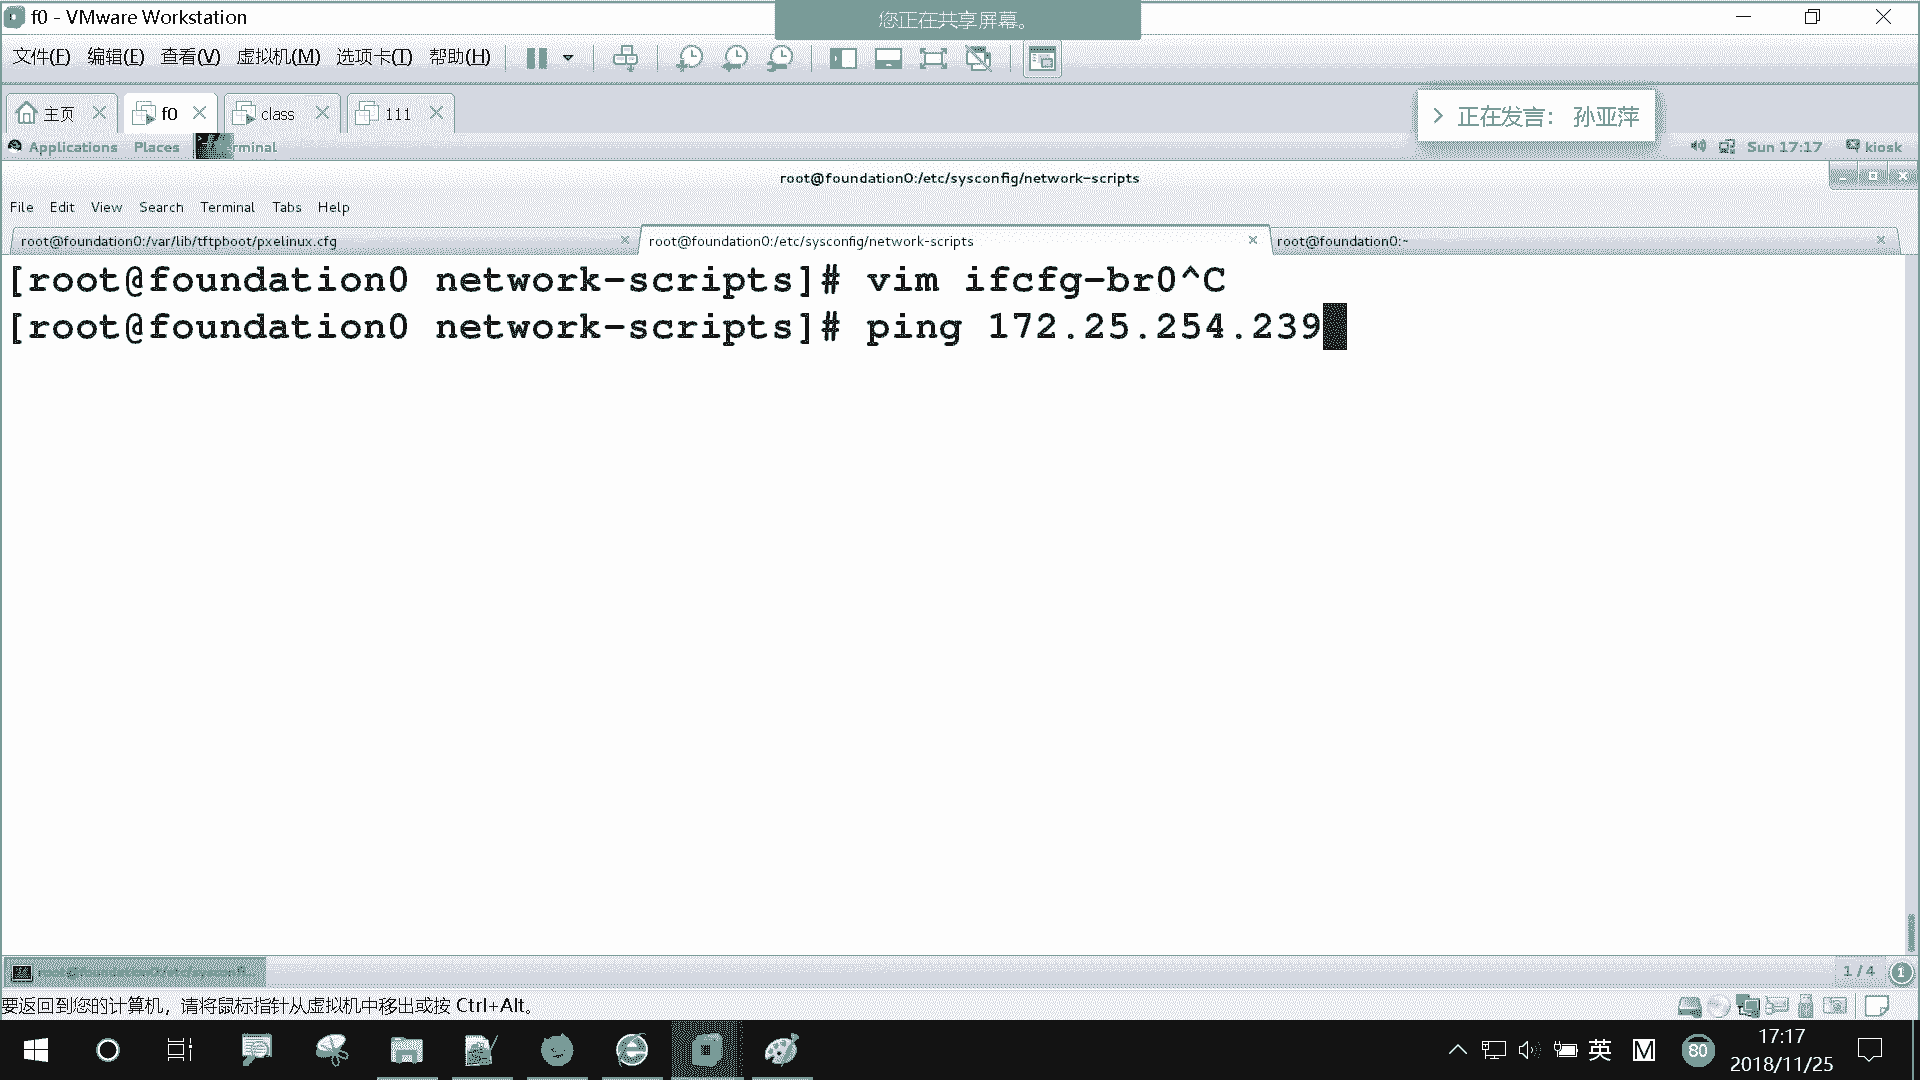 f0 - VMware Workstation
您正在共享屏幕。
文件(F) 编辑(E) 查看(V) 虚拟机(M) 选项卡(T) 帮助(H)
主页 f0 class 111
正在发言： 孙亚萍
Applications Places Sun 17:17 kiosk
root@foundation0:/etc/sysconfig/network-scripts
File Edit View Search Terminal Tabs Help
root@foundation0:/var/lib/tftpboot/pxelinux.cfg root@foundation0:/etc/sysconfig/network-scripts root@foundation0:~
[root@foundation0 network-scripts]# vim ifcfg-br0^C
[root@foundation0 network-scripts]# ping 172.25.254.239
1 / 4 1
要返回到您的计算机，请将鼠标指针从虚拟机中移出或按 Ctrl+Alt。
英 M 80 17:17
2018/11/25